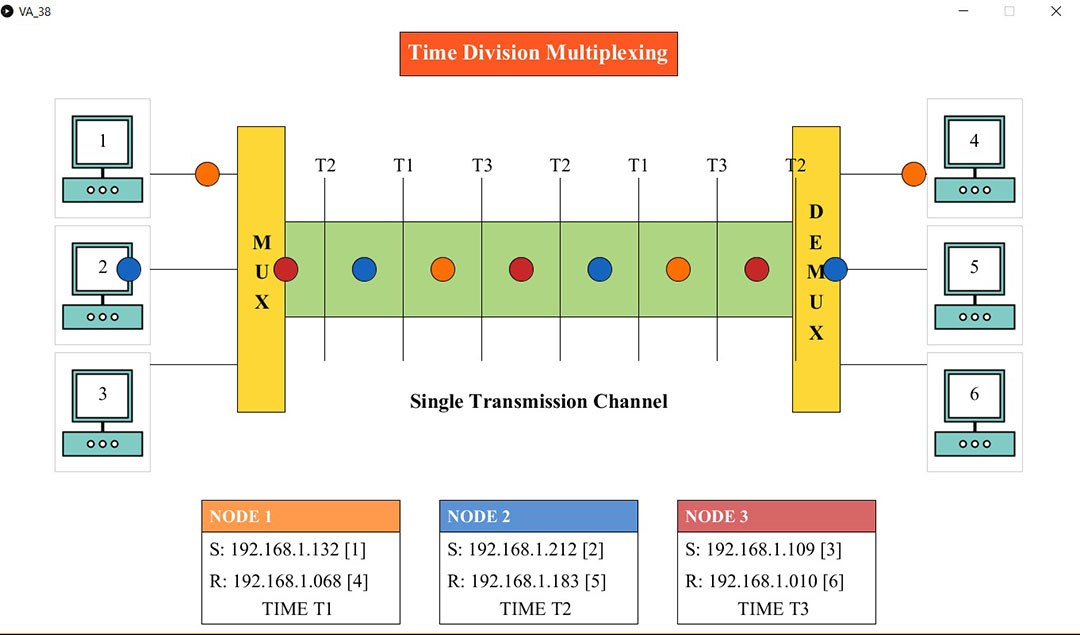 VA_38
Time Division Multiplexing
1
4
T2 T1 T3 T2 T1 T3 T2
2
5
M
U
X
D
E
M
U
X
3
6
Single Transmission Channel
NODE 1
S: 192.168.1.132 [1]
R: 192.168.1.068 [4]
TIME T1
NODE 2
S: 192.168.1.212 [2]
R: 192.168.1.183 [5]
TIME T2
NODE 3
S: 192.168.1.109 [3]
R: 192.168.1.010 [6]
TIME T3